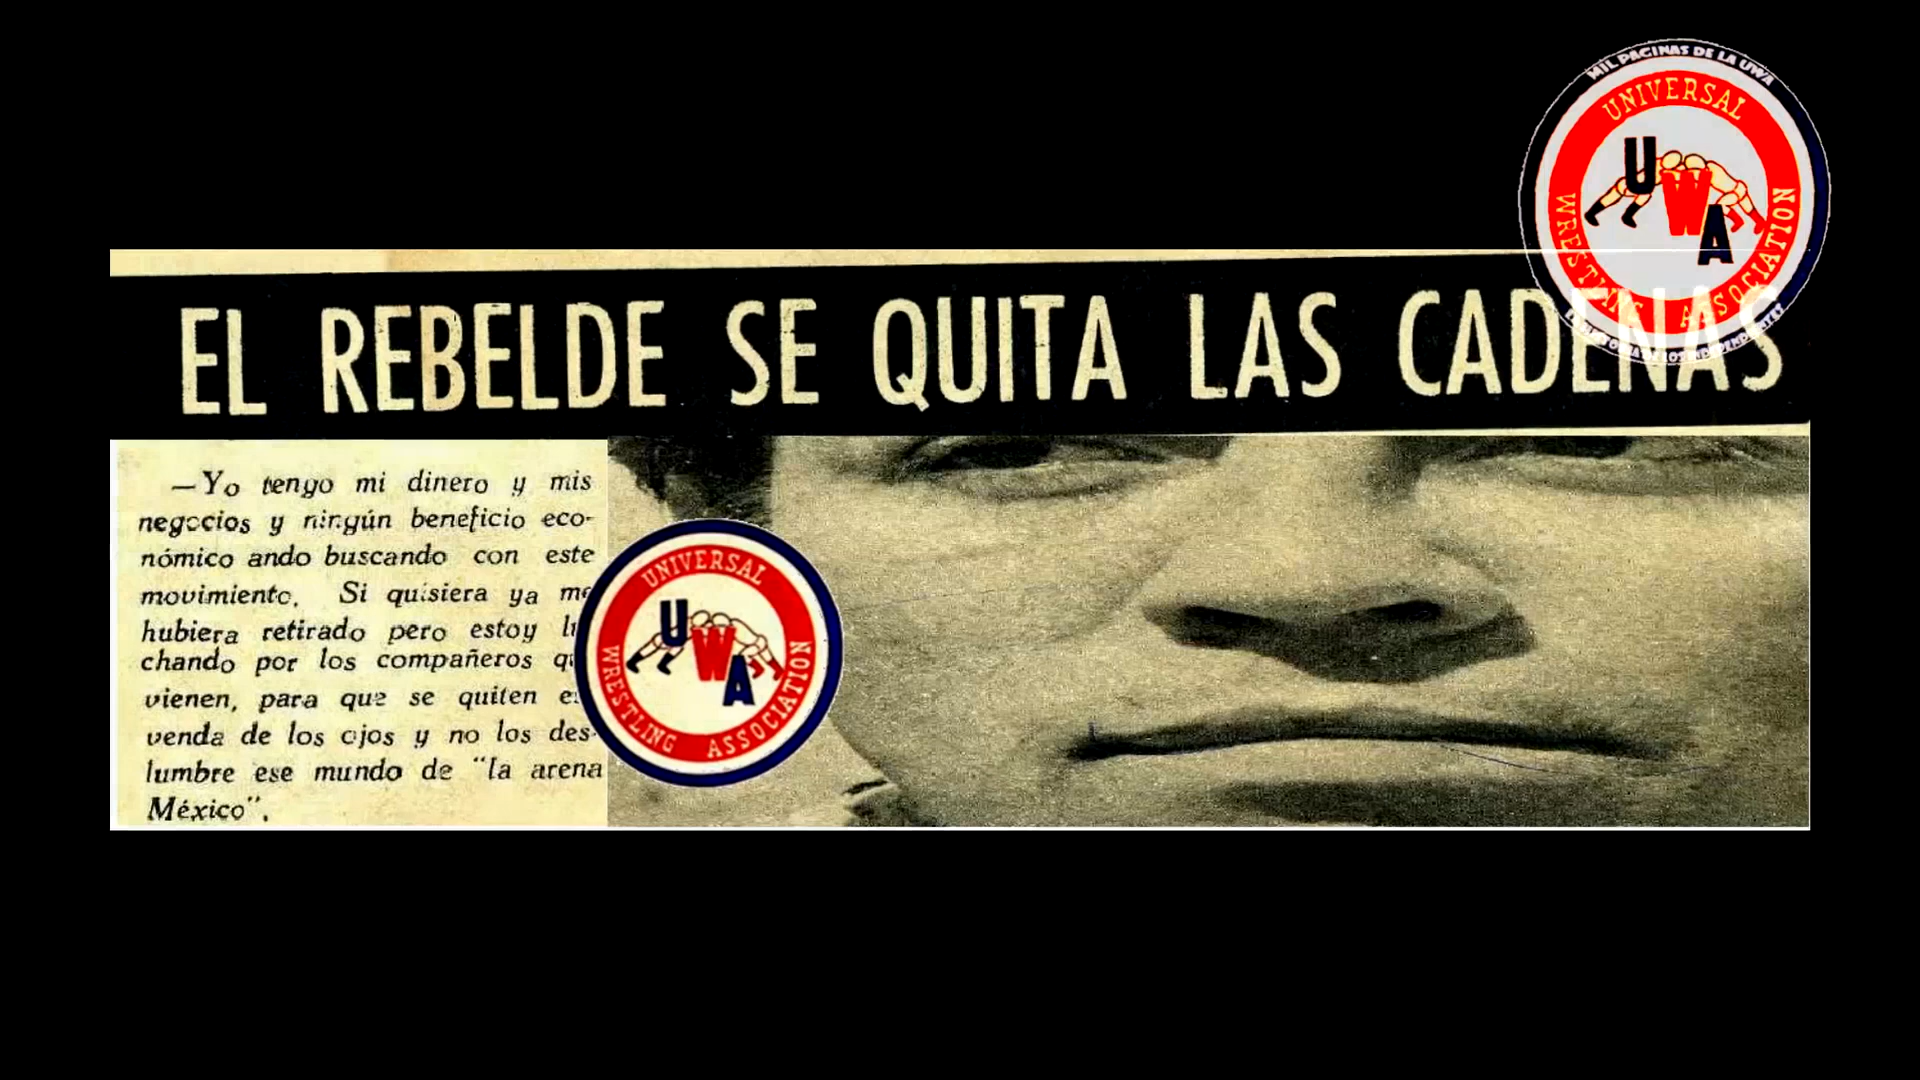 MIL PAGINAS DE LA UWA
UNIVERSAL
UWA
WRESTLING ASSOCIATION
EL REBELDE SE QUITA LAS CADENAS
—Yo tengo mi dinero y mis
negocios y ningún beneficio eco-
nómico ando buscando con este
movimiento. Si quisiera ya
hubiera retirado pero estoy
chando por los compañeros
vienen, para que se quiten
venda de los ojos y no los des-
lumbre ese mundo de "la arena
México".
UNIVERSAL
UWA
WRESTLING ASSOCIATION